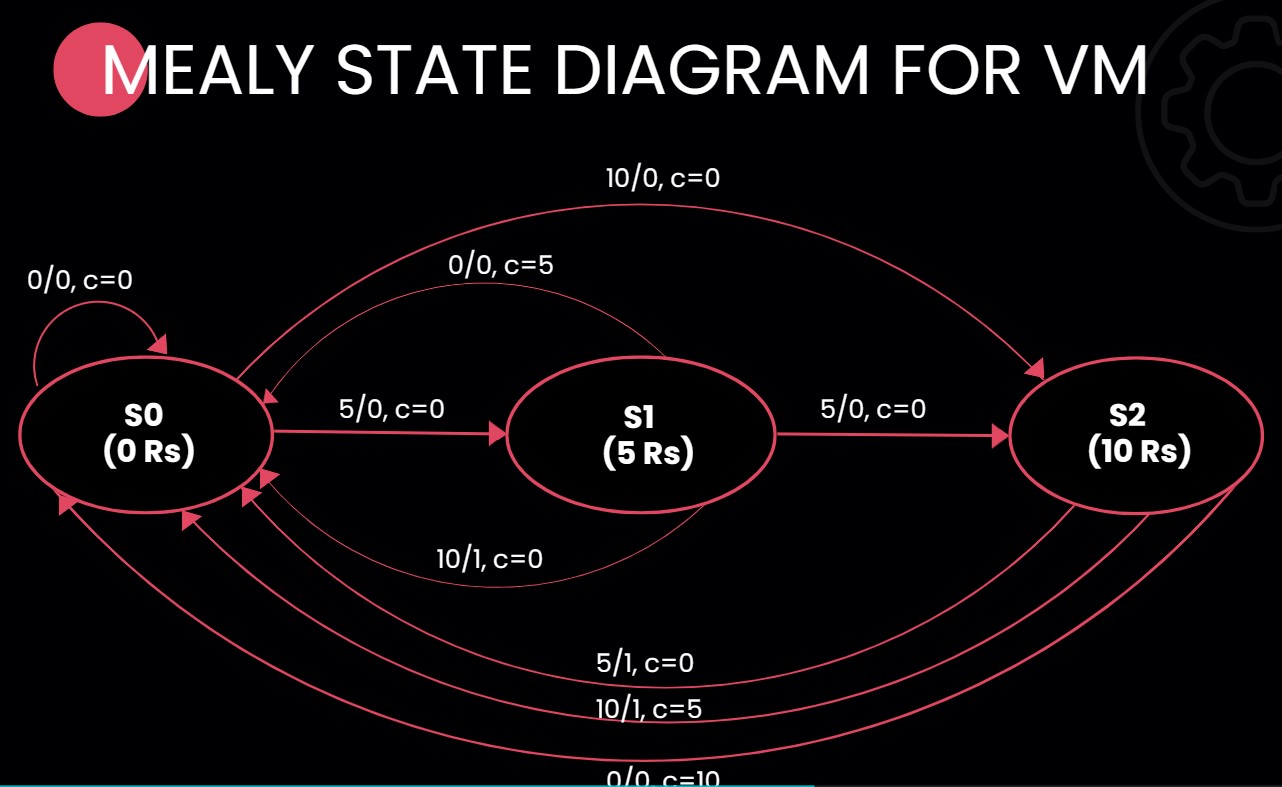 MEALY STATE DIAGRAM FOR VM
10/0, c=0
0/0, c=5
0/0, c=0
S0
(0 Rs)
5/0, c=0
S1
(5 Rs)
5/0, c=0
S2
(10 Rs)
10/1, c=0
5/1, c=0
10/1, c=5
0/0, c=10